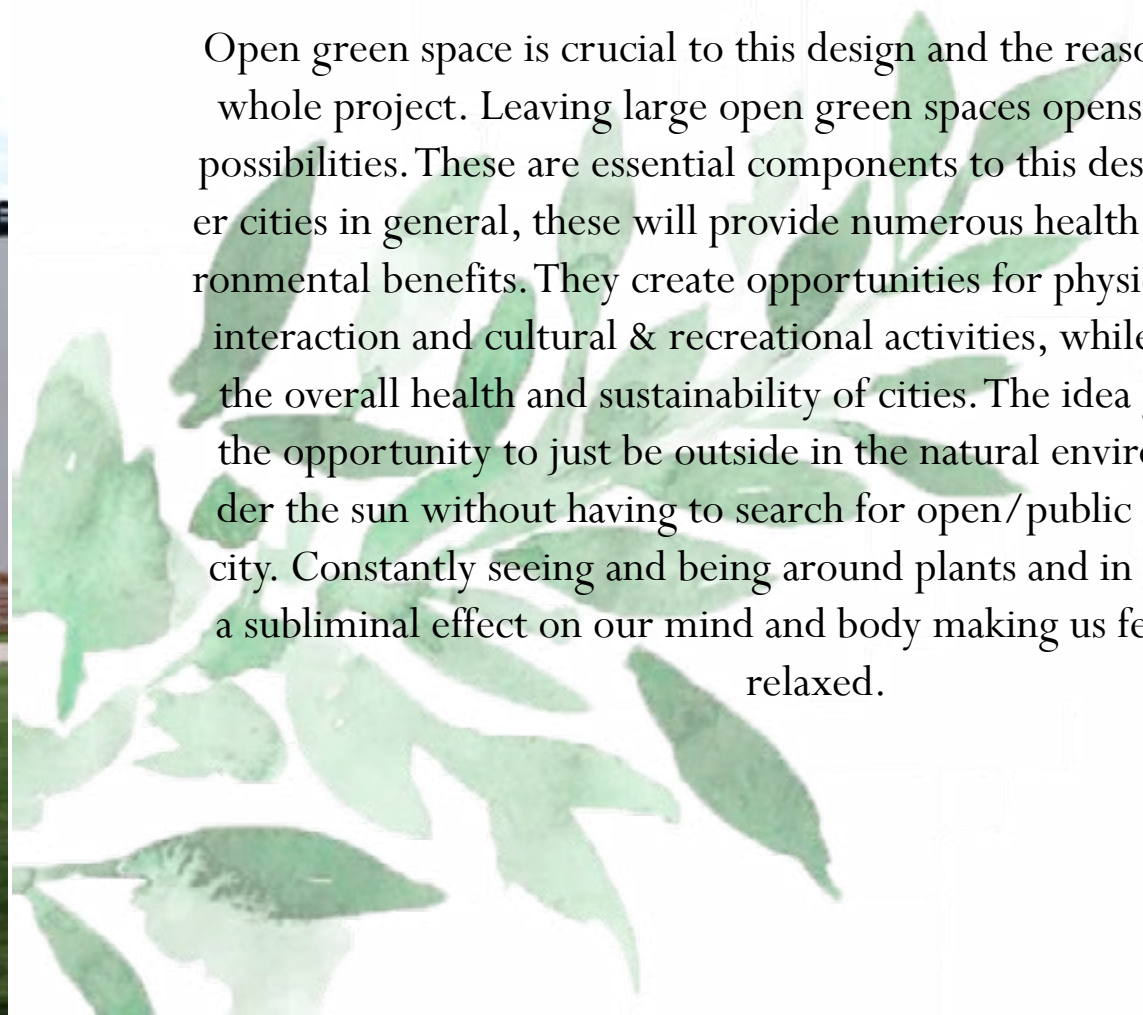 Open green space is crucial to this design and the reaso
whole project. Leaving large open green spaces opens
possibilities. These are essential components to this des
er cities in general, these will provide numerous health
ronmental benefits. They create opportunities for physi
interaction and cultural & recreational activities, while
the overall health and sustainability of cities. The idea
the opportunity to just be outside in the natural enviro
der the sun without having to search for open/public
city. Constantly seeing and being around plants and in
a subliminal effect on our mind and body making us fe
relaxed.